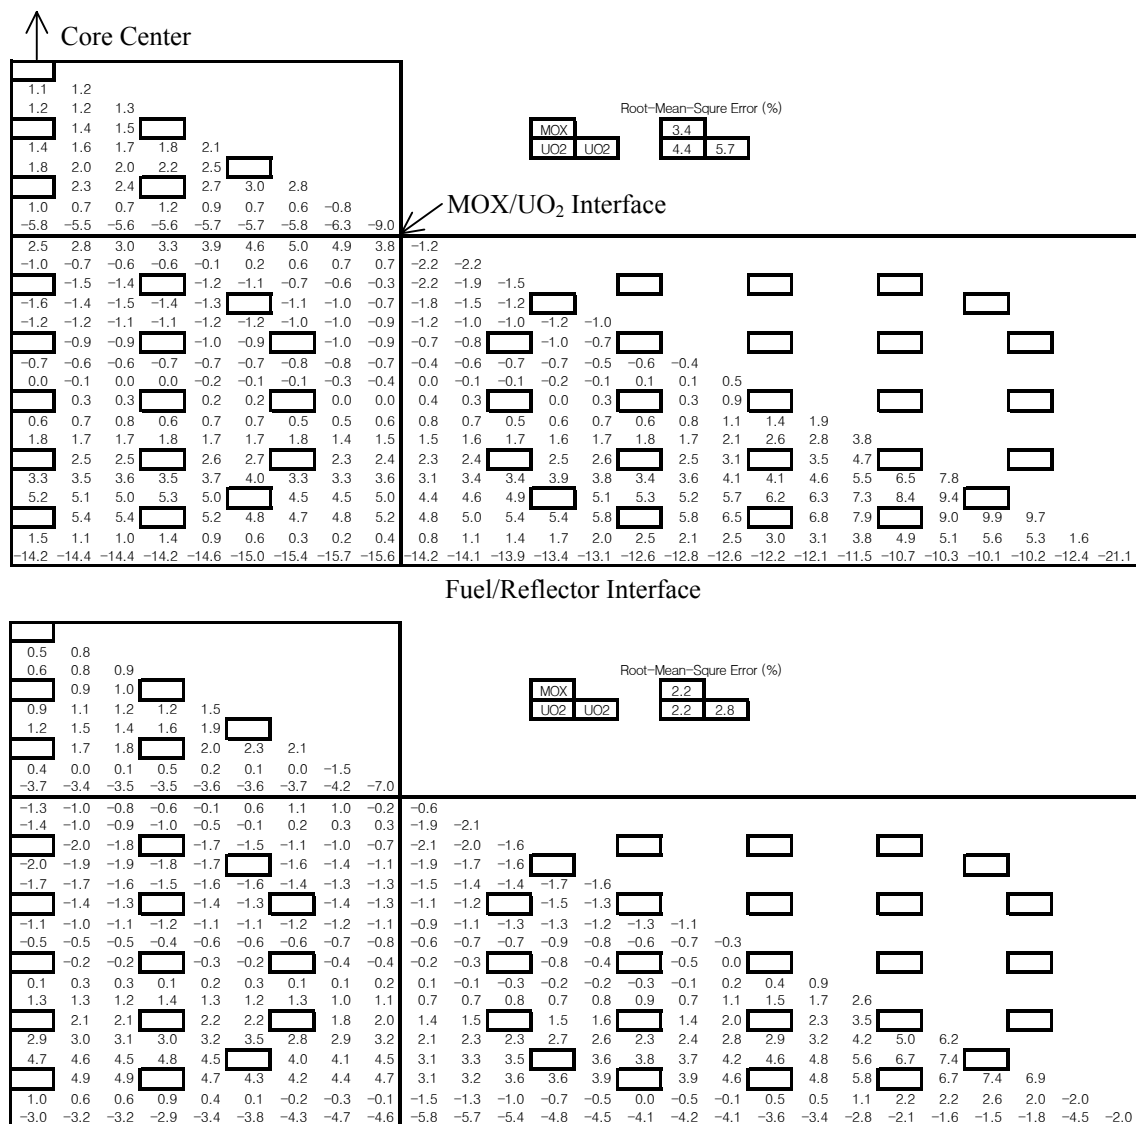 Core Center
1.1 1.2
1.2 1.2 1.3 Root-Mean-Squre Error (%)
1.4 1.5 MOX 3.4
1.4 1.6 1.7 1.8 2.1 UO2 UO2 4.4 5.7
1.8 2.0 2.0 2.2 2.5
2.3 2.4 2.7 3.0 2.8
1.0 0.7 0.7 1.2 0.9 0.7 0.6 −0.8 MOX/UO₂ Interface
−5.8 −5.5 −5.6 −5.6 −5.7 −5.7 −5.8 −6.3 −9.0
2.5 2.8 3.0 3.3 3.9 4.6 5.0 4.9 3.8 −1.2
−1.0 −0.7 −0.6 −0.6 −0.1 0.2 0.6 0.7 0.7 −2.2 −2.2
−1.5 −1.4 −1.2 −1.1 −0.7 −0.6 −0.3 −2.2 −1.9 −1.5
−1.6 −1.4 −1.5 −1.4 −1.3 −1.1 −1.0 −0.7 −1.8 −1.5 −1.2
−1.2 −1.2 −1.1 −1.1 −1.2 −1.2 −1.0 −1.0 −0.9 −1.2 −1.0 −1.0 −1.2 −1.0
−0.9 −0.9 −1.0 −0.9 −1.0 −0.9 −0.7 −0.8 −1.0 −0.7
−0.7 −0.6 −0.6 −0.7 −0.7 −0.7 −0.8 −0.8 −0.7 −0.4 −0.6 −0.7 −0.7 −0.5 −0.6 −0.4
0.0 −0.1 0.0 0.0 −0.2 −0.1 −0.1 −0.3 −0.4 0.0 −0.1 −0.1 −0.2 −0.1 0.1 0.1 0.5
0.3 0.3 0.2 0.2 0.0 0.0 0.4 0.3 0.0 0.3 0.3 0.9
0.6 0.7 0.8 0.6 0.7 0.7 0.5 0.5 0.6 0.8 0.7 0.5 0.6 0.7 0.6 0.8 1.1 1.4 1.9
1.8 1.7 1.7 1.8 1.7 1.7 1.8 1.4 1.5 1.5 1.6 1.7 1.6 1.7 1.8 1.7 2.1 2.6 2.8 3.8
2.5 2.5 2.6 2.7 2.3 2.4 2.3 2.4 2.5 2.6 2.5 3.1 3.5 4.7
3.3 3.5 3.6 3.5 3.7 4.0 3.3 3.3 3.6 3.1 3.4 3.4 3.9 3.8 3.4 3.6 4.1 4.1 4.6 5.5 6.5 7.8
5.2 5.1 5.0 5.3 5.0 4.5 4.5 5.0 4.4 4.6 4.9 5.1 5.3 5.2 5.7 6.2 6.3 7.3 8.4 9.4
5.4 5.4 5.2 4.8 4.7 4.8 5.2 4.8 5.0 5.4 5.4 5.8 5.8 6.5 6.8 7.9 9.0 9.9 9.7
1.5 1.1 1.0 1.4 0.9 0.6 0.3 0.2 0.4 0.8 1.1 1.4 1.7 2.0 2.5 2.1 2.5 3.0 3.1 3.8 4.9 5.1 5.6 5.3 1.6
−14.2 −14.4 −14.4 −14.2 −14.6 −15.0 −15.4 −15.7 −15.6 −14.2 −14.1 −13.9 −13.4 −13.1 −12.6 −12.8 −12.6 −12.2 −12.1 −11.5 −10.7 −10.3 −10.1 −10.2 −12.4 −21.1
Fuel/Reflector Interface
0.5 0.8
0.6 0.8 0.9 Root-Mean-Squre Error (%)
0.9 1.0 MOX 2.2
0.9 1.1 1.2 1.2 1.5 UO2 UO2 2.2 2.8
1.2 1.5 1.4 1.6 1.9
1.7 1.8 2.0 2.3 2.1
0.4 0.0 0.1 0.5 0.2 0.1 0.0 −1.5
−3.7 −3.4 −3.5 −3.5 −3.6 −3.6 −3.7 −4.2 −7.0
−1.3 −1.0 −0.8 −0.6 −0.1 0.6 1.1 1.0 −0.2 −0.6
−1.4 −1.0 −0.9 −1.0 −0.5 −0.1 0.2 0.3 0.3 −1.9 −2.1
−2.0 −1.8 −1.7 −1.5 −1.1 −1.0 −0.7 −2.1 −2.0 −1.6
−2.0 −1.9 −1.9 −1.8 −1.7 −1.6 −1.4 −1.1 −1.9 −1.7 −1.6
−1.7 −1.7 −1.6 −1.5 −1.6 −1.6 −1.4 −1.3 −1.3 −1.5 −1.4 −1.4 −1.7 −1.6
−1.4 −1.3 −1.4 −1.3 −1.4 −1.3 −1.1 −1.2 −1.5 −1.3
−1.1 −1.0 −1.1 −1.2 −1.1 −1.1 −1.2 −1.2 −1.1 −0.9 −1.1 −1.3 −1.3 −1.2 −1.3 −1.1
−0.5 −0.5 −0.5 −0.4 −0.6 −0.6 −0.6 −0.7 −0.8 −0.6 −0.7 −0.7 −0.9 −0.8 −0.6 −0.7 −0.3
−0.2 −0.2 −0.3 −0.2 −0.4 −0.4 −0.2 −0.3 −0.8 −0.4 −0.5 0.0
0.1 0.3 0.3 0.1 0.2 0.3 0.1 0.1 0.2 0.1 −0.1 −0.3 −0.2 −0.2 −0.3 −0.1 0.2 0.4 0.9
1.3 1.3 1.2 1.4 1.3 1.2 1.3 1.0 1.1 0.7 0.7 0.8 0.7 0.8 0.9 0.7 1.1 1.5 1.7 2.6
2.1 2.1 2.2 2.2 1.8 2.0 1.4 1.5 1.5 1.6 1.4 2.0 2.3 3.5
2.9 3.0 3.1 3.0 3.2 3.5 2.8 2.9 3.2 2.1 2.3 2.3 2.7 2.6 2.3 2.4 2.8 2.9 3.2 4.2 5.0 6.2
4.7 4.6 4.5 4.8 4.5 4.0 4.1 4.5 3.1 3.3 3.5 3.6 3.8 3.7 4.2 4.6 4.8 5.6 6.7 7.4
4.9 4.9 4.7 4.3 4.2 4.4 4.7 3.1 3.2 3.6 3.6 3.9 3.9 4.6 4.8 5.8 6.7 7.4 6.9
1.0 0.6 0.6 0.9 0.4 0.1 −0.2 −0.3 −0.1 −1.5 −1.3 −1.0 −0.7 −0.5 0.0 −0.5 −0.1 0.5 0.5 1.1 2.2 2.2 2.6 2.0 −2.0
−3.0 −3.2 −3.2 −2.9 −3.4 −3.8 −4.3 −4.7 −4.6 −5.8 −5.7 −5.4 −4.8 −4.5 −4.1 −4.2 −4.1 −3.6 −3.4 −2.8 −2.1 −1.6 −1.5 −1.8 −4.5 −2.0